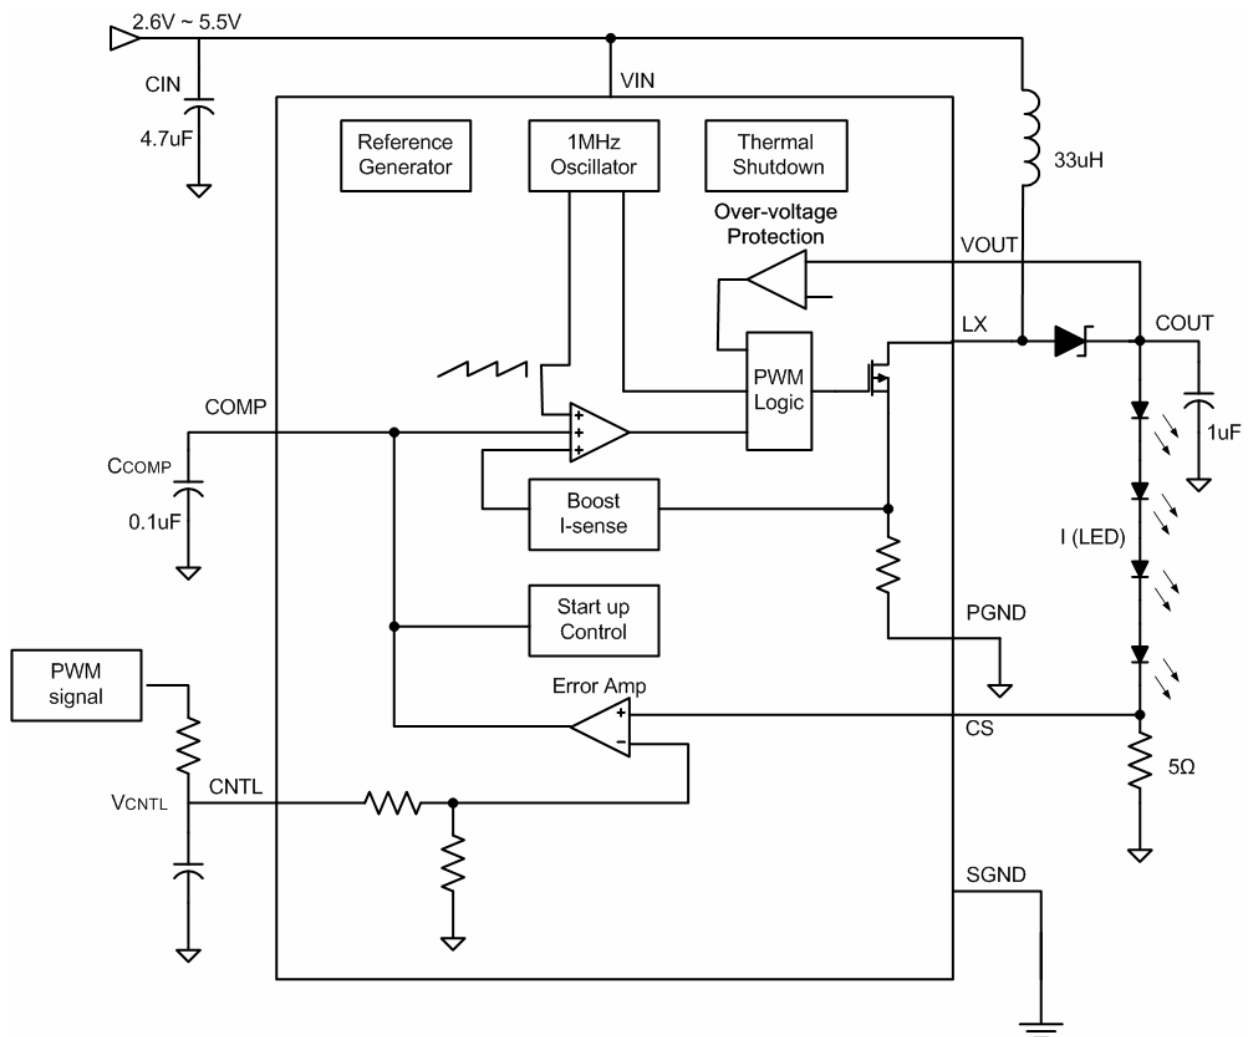 2.6V ~ 5.5V
CIN
4.7uF
VIN
Reference
Generator
1MHz
Oscillator
Thermal
Shutdown
33uH
Over-voltage
Protection
VOUT
LX
COUT
1uF
PWM
Logic
COMP
CCOMP
0.1uF
+
+
+
Boost
I-sense
I (LED)
Start up
Control
PGND
PWM
signal
Error Amp
+
−
CS
5Ω
CNTL
VCNTL
SGND